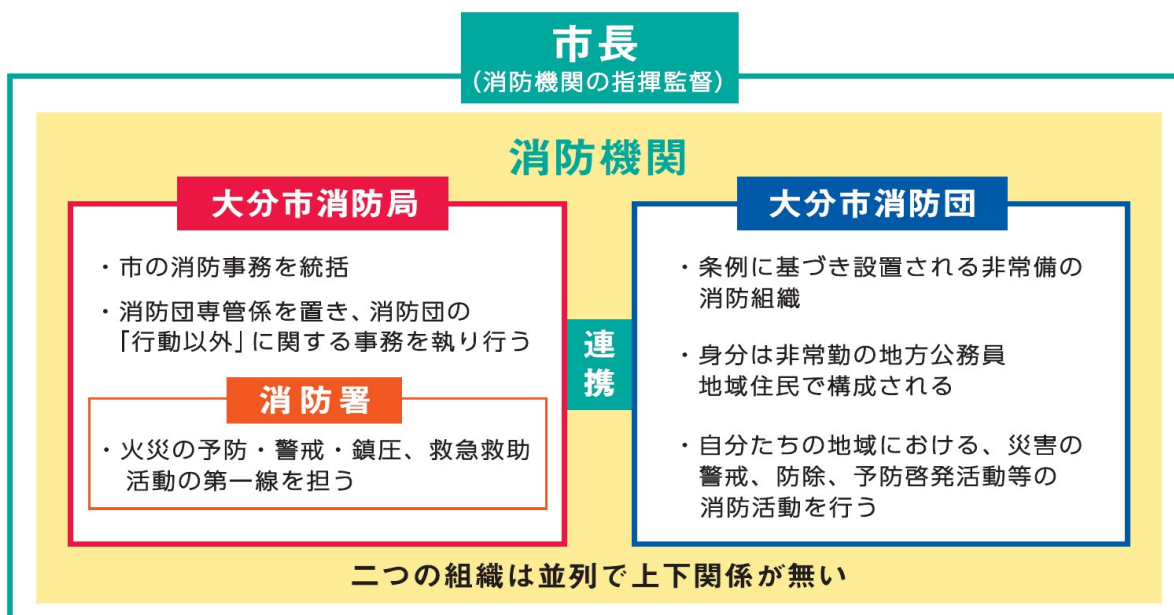 市長
（消防機関の指揮監督）
消防機関
大分市消防局
・市の消防事務を統括
・消防団専管係を置き、消防団の
「行動以外」に関する事務を執り行う
消防署
・火災の予防・警戒・鎮圧、救急救助
活動の第一線を担う
連携
大分市消防団
・条例に基づき設置される非常備の
消防組織
・身分は非常勤の地方公務員
地域住民で構成される
・自分たちの地域における、災害の
警戒、防除、予防啓発活動等の
消防活動を行う
二つの組織は並列で上下関係が無い